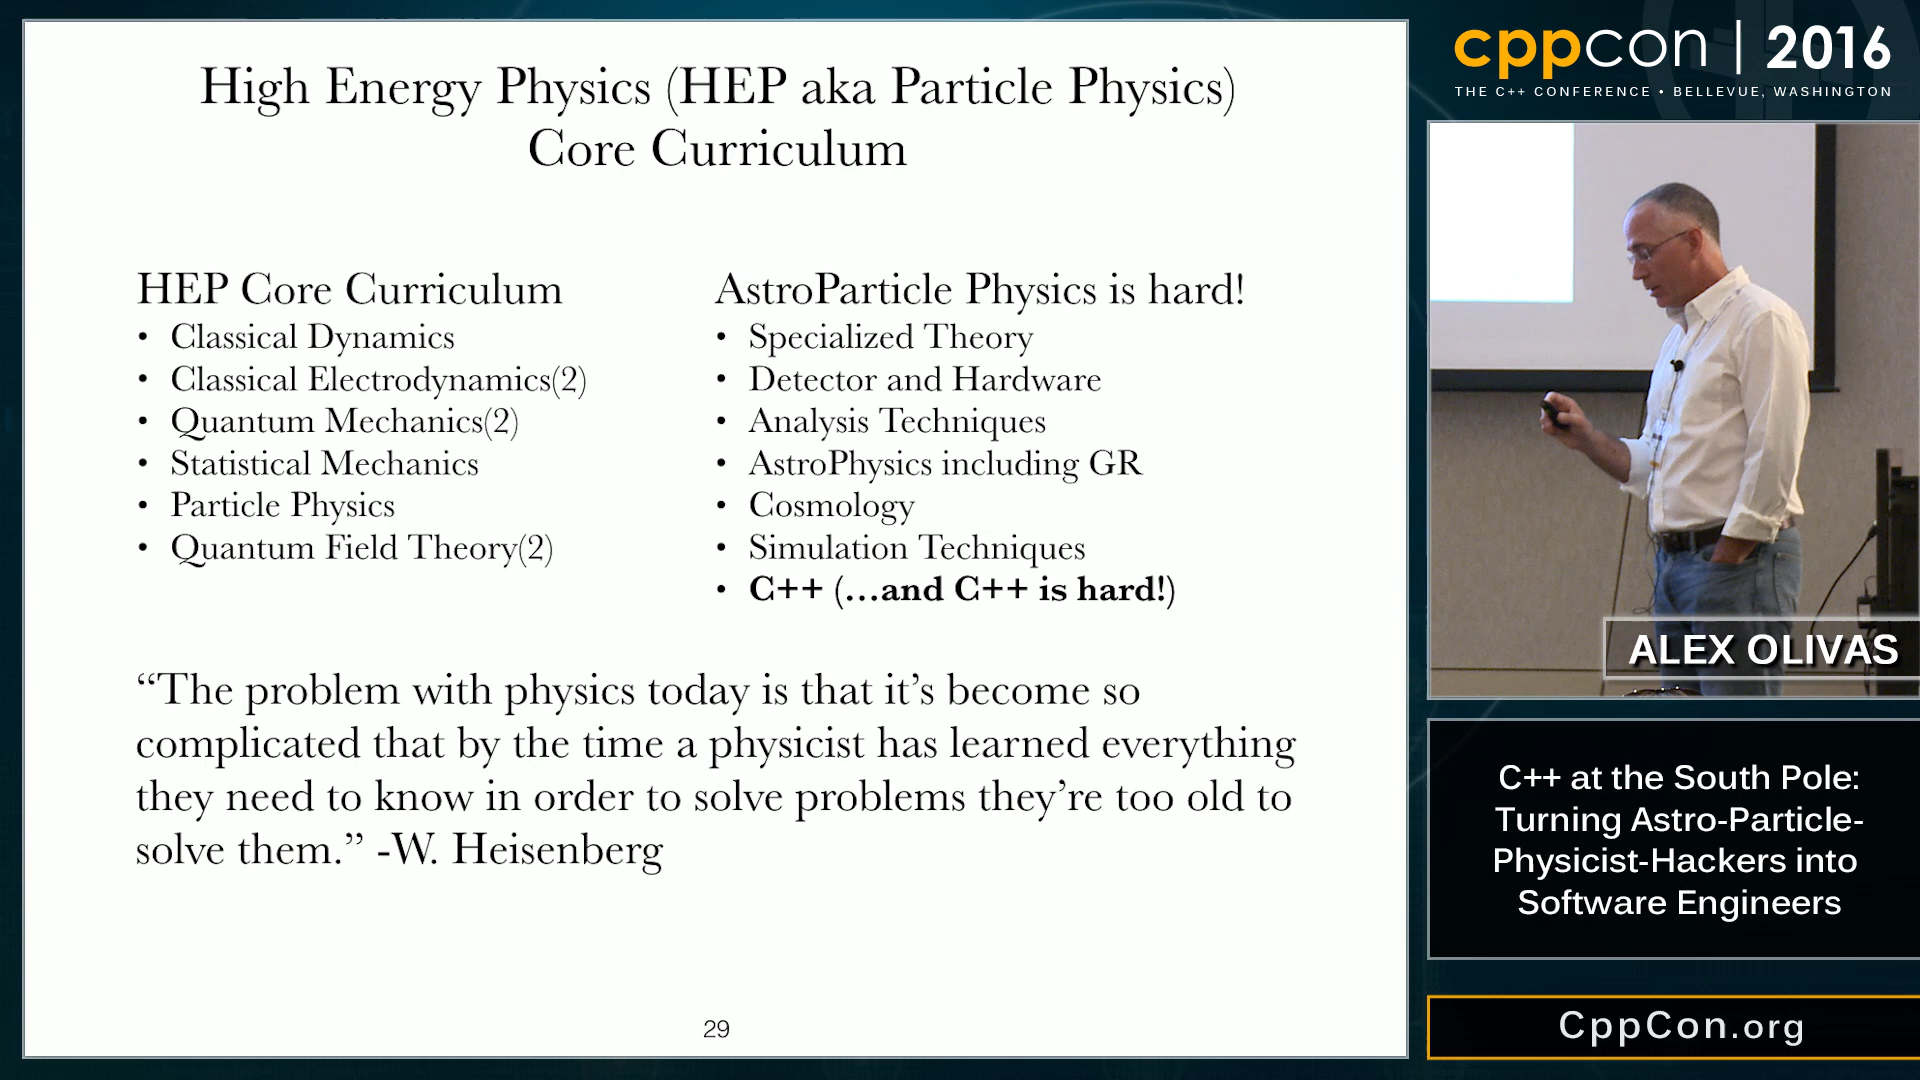 High Energy Physics (HEP aka Particle Physics)
Core Curriculum
HEP Core Curriculum
• Classical Dynamics
• Classical Electrodynamics(2)
• Quantum Mechanics(2)
• Statistical Mechanics
• Particle Physics
• Quantum Field Theory(2)
AstroParticle Physics is hard!
• Specialized Theory
• Detector and Hardware
• Analysis Techniques
• AstroPhysics including GR
• Cosmology
• Simulation Techniques
• C++ (…and C++ is hard!)
“The problem with physics today is that it’s become so
complicated that by the time a physicist has learned everything
they need to know in order to solve problems they’re too old to
solve them.” -W. Heisenberg
29
cppcon | 2016
THE C++ CONFERENCE • BELLEVUE, WASHINGTON
ALEX OLIVAS
C++ at the South Pole:
Turning Astro-Particle-
Physicist-Hackers into
Software Engineers
CppCon.org